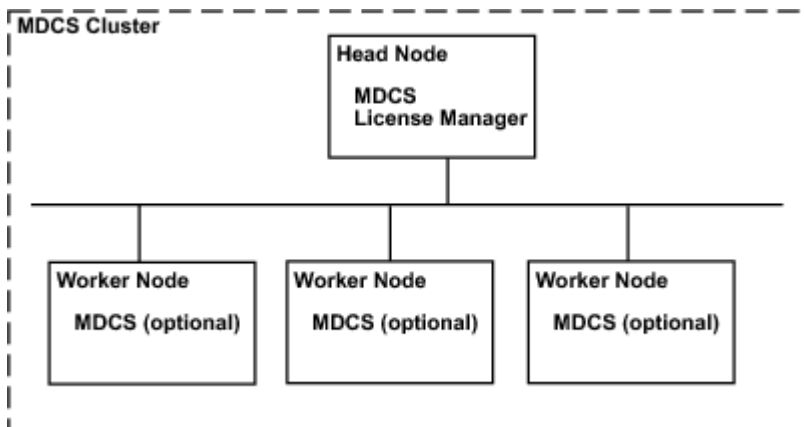 MDCS Cluster
Head Node
MDCS
License Manager
Worker Node
MDCS (optional)
Worker Node
MDCS (optional)
Worker Node
MDCS (optional)